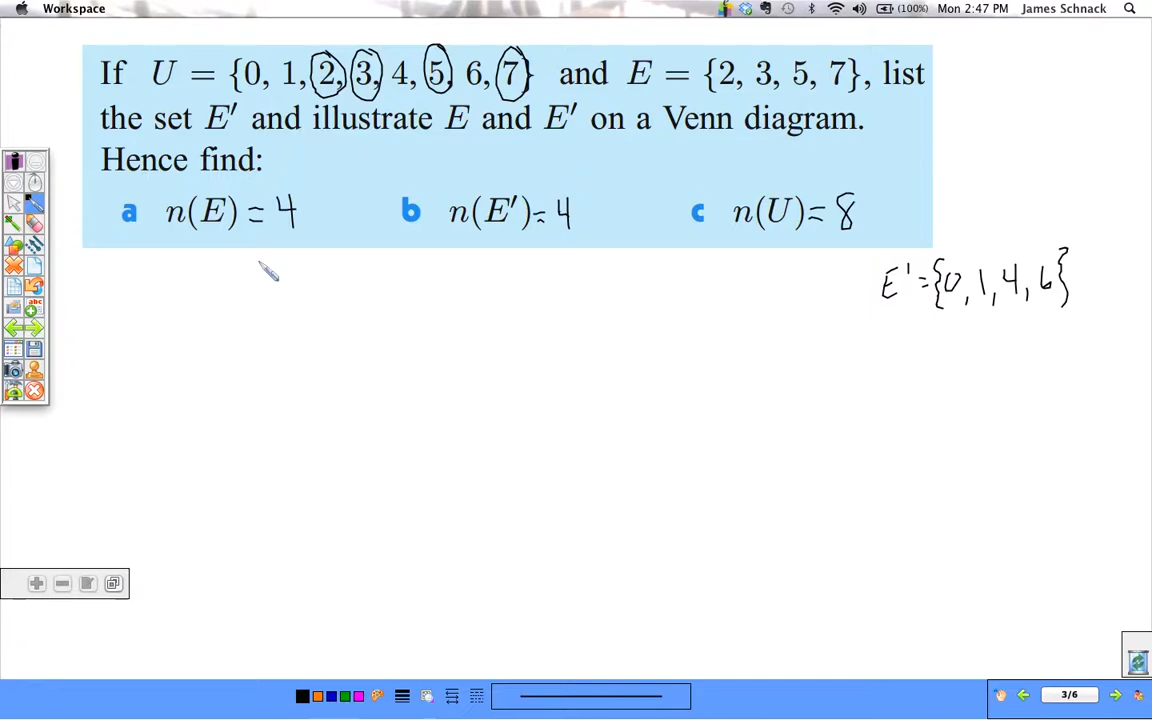 Workspace
(100%) Mon 2:47 PM James Schnack
If U = {0, 1, 2, 3, 4, 5, 6, 7} and E = {2, 3, 5, 7}, list
the set E′ and illustrate E and E′ on a Venn diagram.
Hence find:
a n(E) = 4 b n(E′) = 4 c n(U) = 8
E' = {0, 1, 4, 6}
abc
3/6